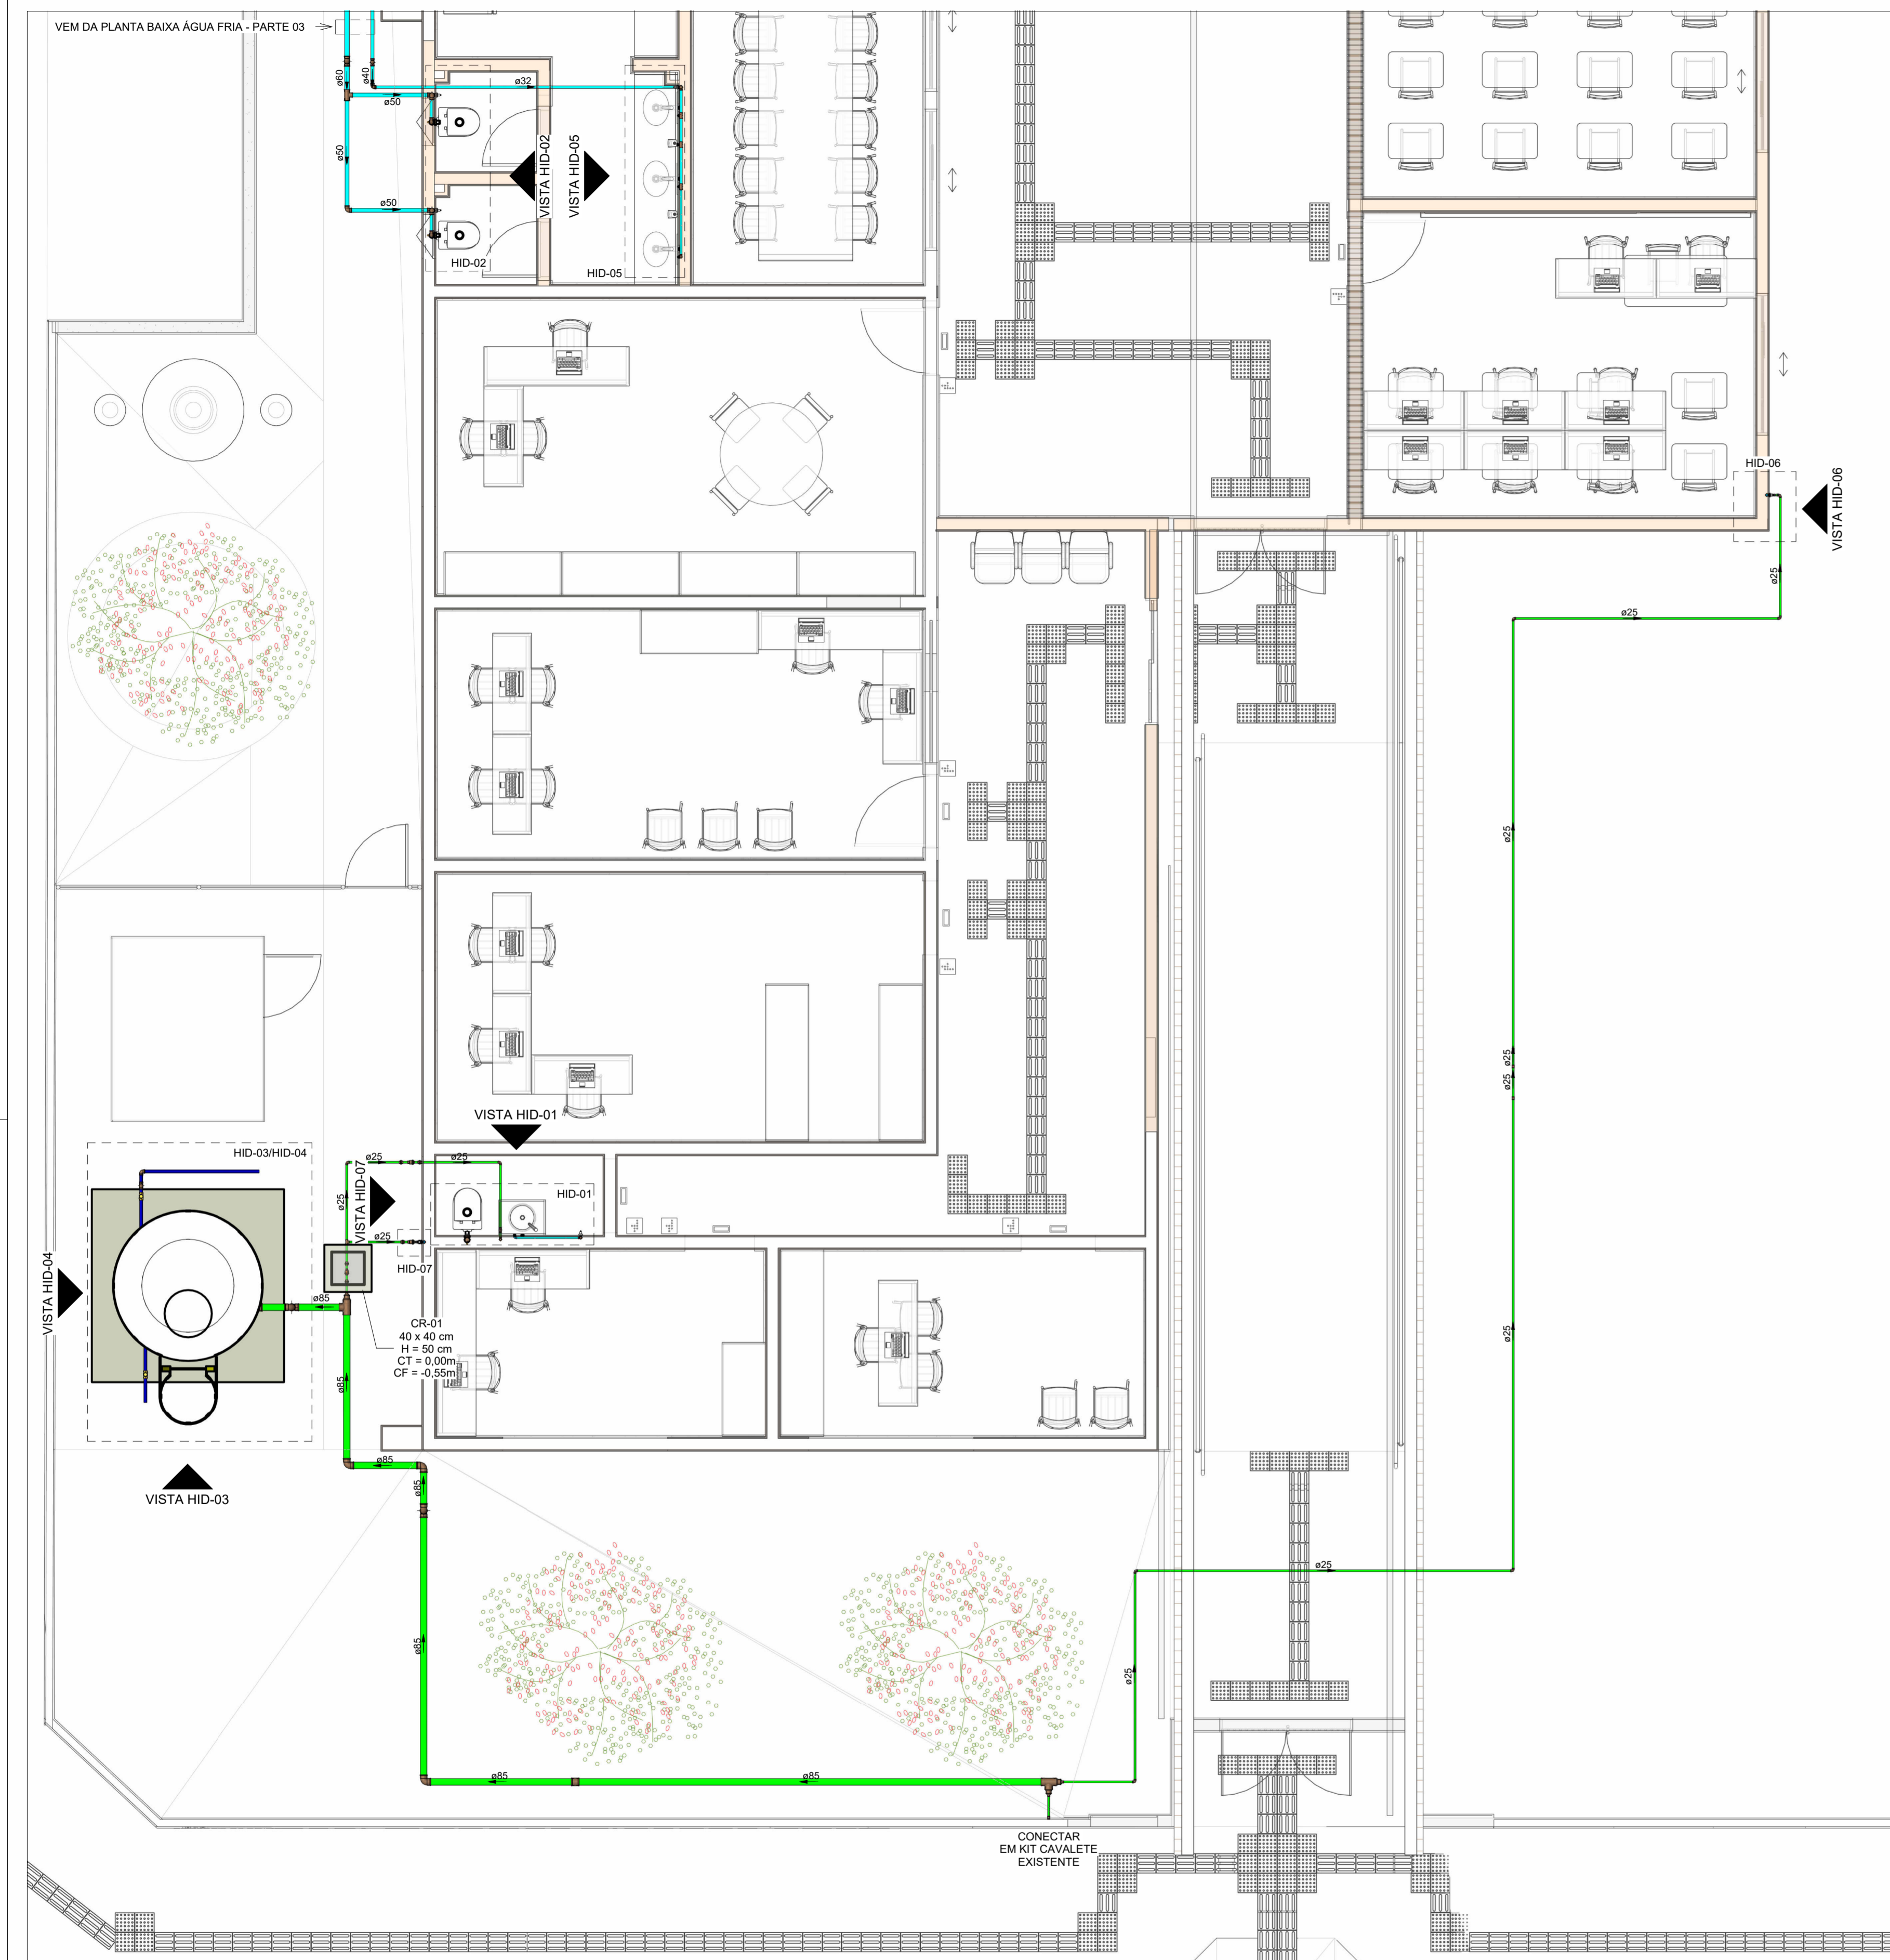 VEM DA PLANTA BAIXA ÁGUA FRIA - PARTE 03
ø60
ø40
ø32
ø50
ø50
ø50
VISTA HID-02
VISTA HID-05
HID-02
HID-05
HID-06
VISTA HID-06
ø25
ø25
ø25
ø25
ø25
VISTA HID-01
HID-03/HID-04
ø25
ø25
HID-01
ø25
VISTA HID-07
ø25
HID-07
VISTA HID-04
ø85
CR-01
40 x 40 cm
H = 50 cm
CT = 0,00m
CF = -0,55m
ø25
ø85
ø85
ø85
VISTA HID-03
ø25
ø85
ø25
ø85
ø85
CONECTAR
EM KIT CAVALETE
EXISTENTE